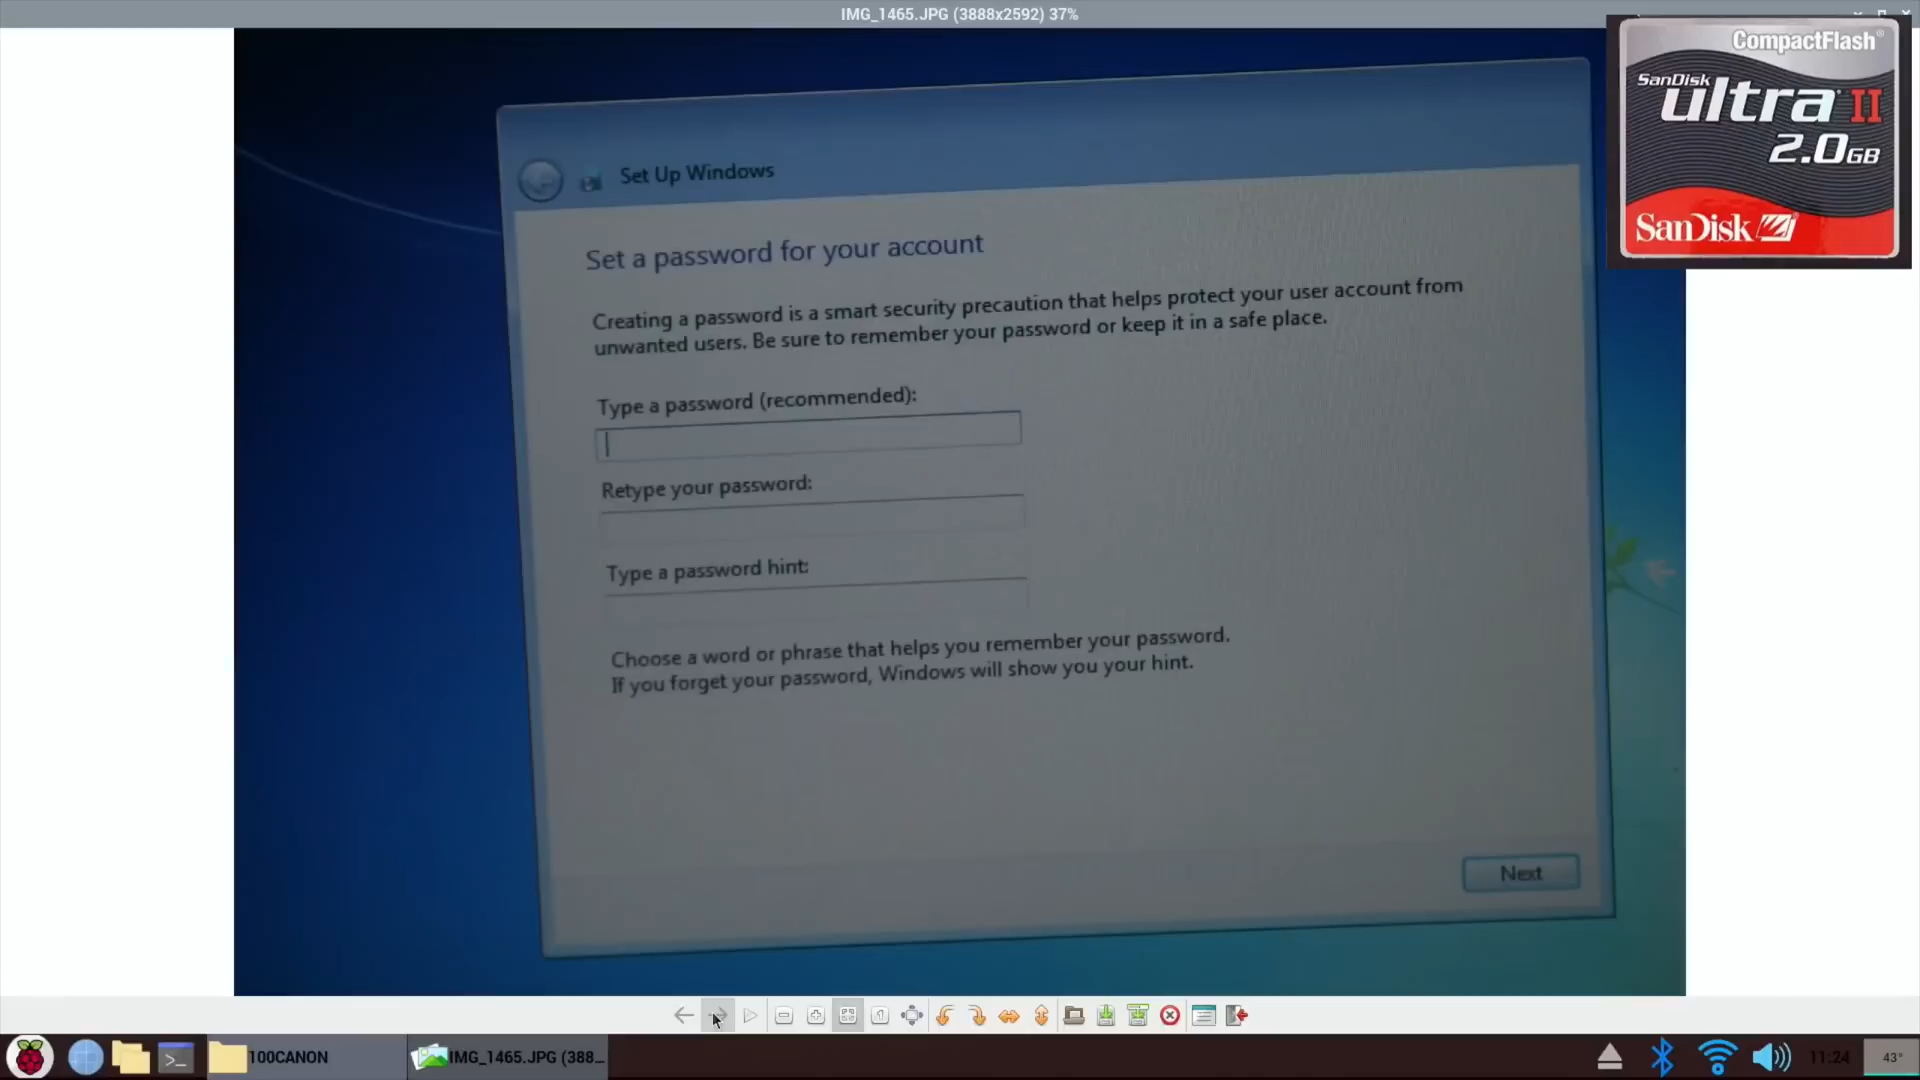 IMG_1465.JPG (3888x2592) 37%
CompactFlash®
SanDisk
ultra II
2.0GB
SanDisk
Set Up Windows
Set a password for your account
Creating a password is a smart security precaution that helps protect your user account from
unwanted users. Be sure to remember your password or keep it in a safe place.
Type a password (recommended):
Retype your password:
Type a password hint:
Choose a word or phrase that helps you remember your password.
If you forget your password, Windows will show you your hint.
Next
100CANON
IMG_1465.JPG (388...
11:24
43°